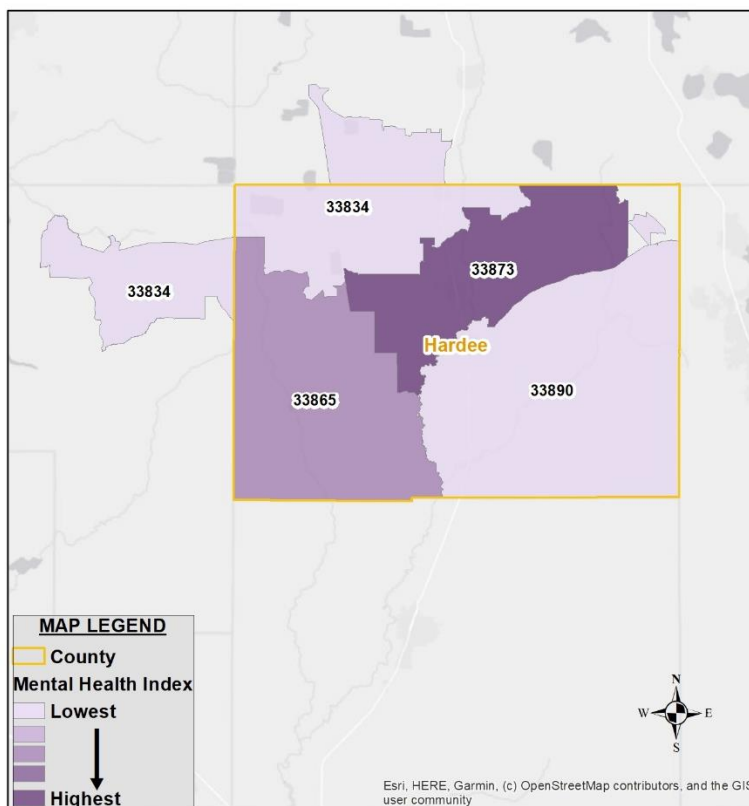 33834
33873
33834
Hardee
33865
33890
MAP LEGEND
County
Mental Health Index
Lowest
Highest
N
W E
S
Esri, HERE, Garmin, (c) OpenStreetMap contributors, and the GIS
user community